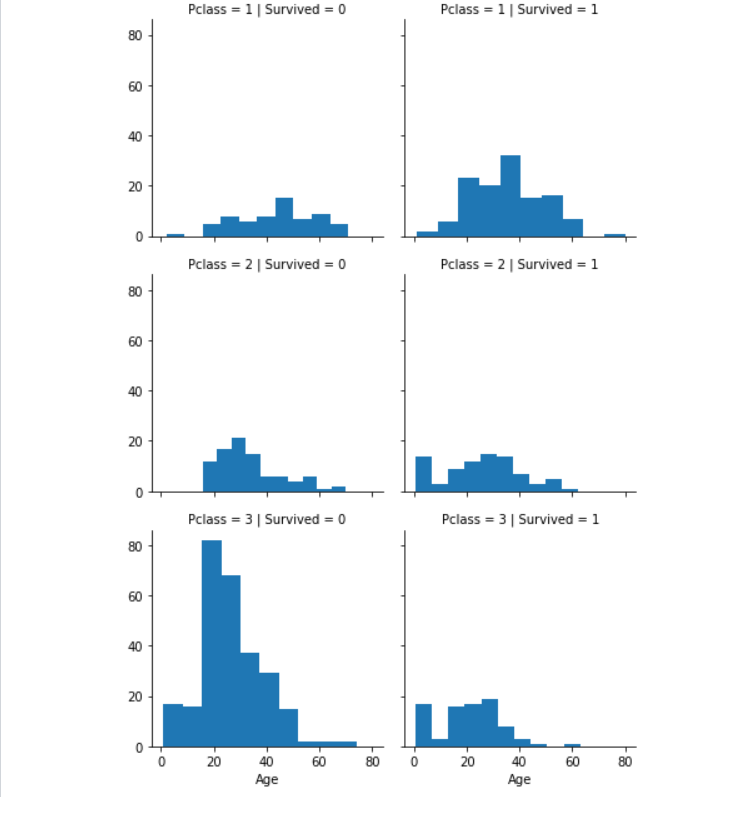 Pclass = 1 | Survived = 0
Pclass = 1 | Survived = 1
80
60
40
20
0
Pclass = 2 | Survived = 0
Pclass = 2 | Survived = 1
80
60
40
20
0
Pclass = 3 | Survived = 0
Pclass = 3 | Survived = 1
80
60
40
20
0
0 20 40 60 80
0 20 40 60 80
Age
Age